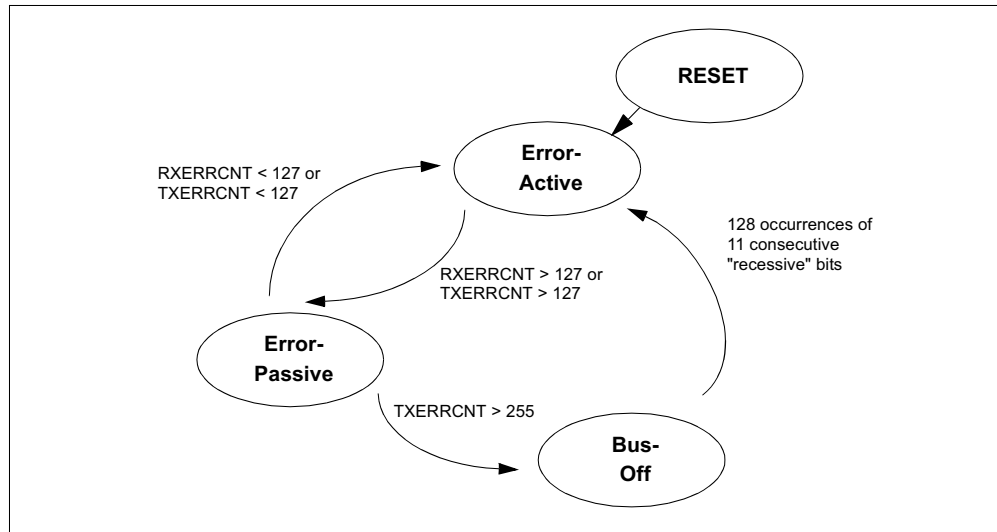 RESET
Error-
Active
RXERRCNT < 127 or
TXERRCNT < 127
128 occurrences of
11 consecutive
"recessive" bits
RXERRCNT > 127 or
TXERRCNT > 127
Error-
Passive
TXERRCNT > 255
Bus-
Off